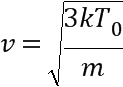 v = √(3kT₀/m)